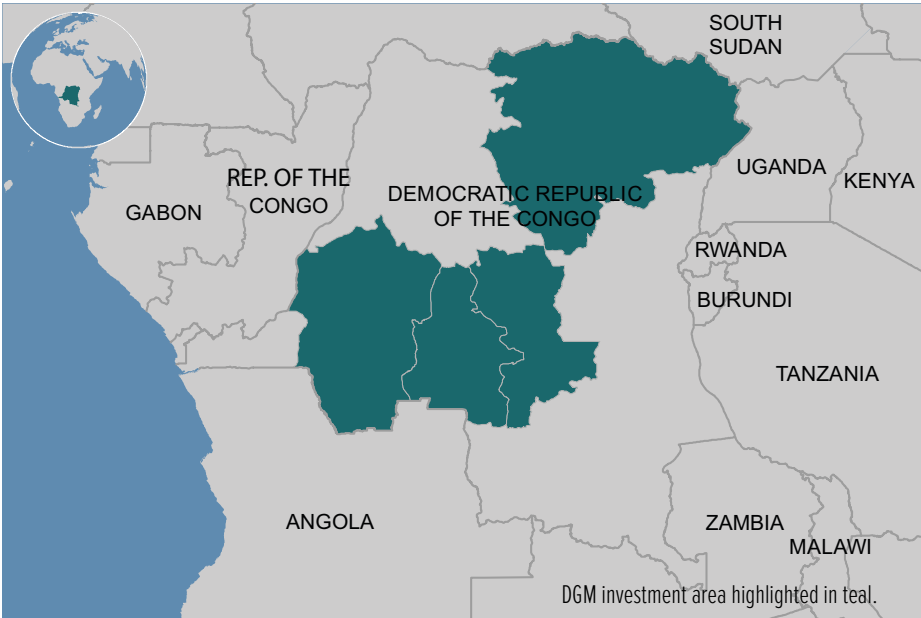 SOUTH
SUDAN
UGANDA
KENYA
REP. OF THE
CONGO
DEMOCRATIC REPUBLIC
OF THE CONGO
GABON
RWANDA
BURUNDI
TANZANIA
ANGOLA
ZAMBIA
MALAWI
DGM investment area highlighted in teal.